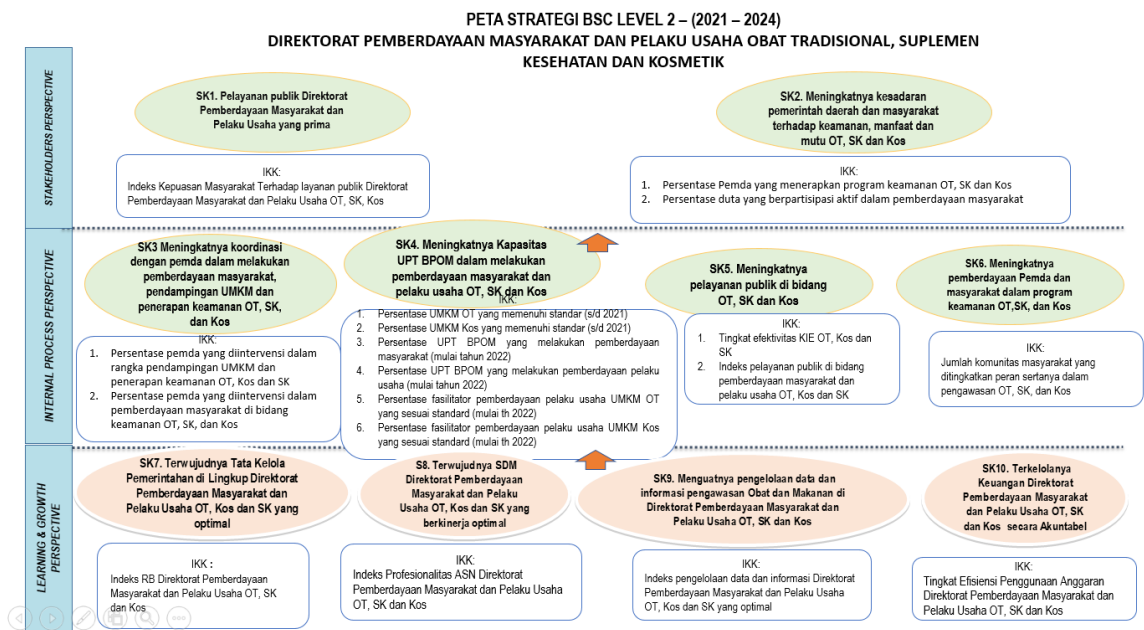 PETA STRATEGI BSC LEVEL 2 – (2021 – 2024)
DIREKTORAT PEMBERDAYAAN MASYARAKAT DAN PELAKU USAHA OBAT TRADISIONAL, SUPLEMEN
KESEHATAN DAN KOSMETIK
STAKEHOLDERS PERSPECTIVE
SK1. Pelayanan publik Direktorat
Pemberdayaan Masyarakat dan
Pelaku Usaha yang prima
IKK:
Indeks Kepuasan Masyarakat Terhadap layanan publik Direktorat
Pemberdayaan Masyarakat dan Pelaku Usaha OT, SK, Kos
SK2. Meningkatnya kesadaran
pemerintah daerah dan masyarakat
terhadap keamanan, manfaat dan
mutu OT, SK dan Kos
IKK:
1. Persentase Pemda yang menerapkan program keamanan OT, SK dan Kos
2. Persentase duta yang berpartisipasi aktif dalam pemberdayaan masyarakat
INTERNAL PROCESS PERSPECTIVE
SK3 Meningkatnya koordinasi
dengan pemda dalam melakukan
pemberdayaan masyarakat,
pendampingan UMKM dan
penerapan keamanan OT, SK,
dan Kos
IKK:
1. Persentase pemda yang diintervensi dalam
rangka pendampingan UMKM dan
penerapan keamanan OT, Kos dan SK
2. Persentase pemda yang diintervensi dalam
pemberdayaan masyarakat di bidang
keamanan OT, SK, dan Kos
SK4. Meningkatnya Kapasitas
UPT BPOM dalam melakukan
pemberdayaan masyarakat dan
pelaku usaha OT, SK dan Kos
IKK:
1. Persentase UMKM OT yang memenuhi standar (s/d 2021)
2. Persentase UMKM Kos yang memenuhi standar (s/d 2021)
3. Persentase UPT BPOM yang melakukan pemberdayaan
masyarakat (mulai tahun 2022)
4. Persentase UPT BPOM yang melakukan pemberdayaan pelaku
usaha (mulai tahun 2022)
5. Persentase fasilitator pemberdayaan pelaku usaha UMKM OT
yang sesuai standard (mulai th 2022)
6. Persentase fasilitator pemberdayaan pelaku usaha UMKM Kos
yang sesuai standard (mulai th 2022)
SK5. Meningkatnya
pelayanan publik di bidang
OT, SK dan Kos
IKK:
1. Tingkat efektivitas KIE OT, Kos dan
SK
2. Indeks pelayanan publik di bidang
pemberdayaan masyarakat dan
pelaku usaha OT, Kos dan SK
SK6. Meningkatnya
pemberdayaan Pemda dan
masyarakat dalam program
keamanan OT,SK, dan Kos
IKK:
Jumlah komunitas masyarakat yang
ditingkatkan peran sertanya dalam
pengawasan OT, SK, dan Kos
LEARNING & GROWTH
PERSPECTIVE
SK7. Terwujudnya Tata Kelola
Pemerintahan di Lingkup Direktorat
Pemberdayaan Masyarakat dan
Pelaku Usaha OT, Kos dan SK yang
optimal
IKK :
Indeks RB Direktorat Pemberdayaan
Masyarakat dan Pelaku Usaha OT, SK
dan Kos
S8. Terwujudnya SDM
Direktorat Pemberdayaan
Masyarakat dan Pelaku
Usaha OT, Kos dan SK yang
berkinerja optimal
IKK:
Indeks Profesionalitas ASN Direktorat
Pemberdayaan Masyarakat dan Pelaku Usaha
OT, SK dan Kos
SK9. Menguatnya pengelolaan data dan
informasi pengawasan Obat dan Makanan di
Direktorat Pemberdayaan Masyarakat dan
Pelaku Usaha OT, SK dan Kos
IKK:
Indeks pengelolaan data dan informasi Direktorat
Pemberdayaan Masyarakat dan Pelaku Usaha
OT, Kos dan SK yang optimal
SK10. Terkelolanya
Keuangan Direktorat
Pemberdayaan Masyarakat
dan Pelaku Usaha OT, SK
dan Kos secara Akuntabel
IKK:
Tingkat Efisiensi Penggunaan Anggaran
Direktorat Pemberdayaan Masyarakat dan
Pelaku Usaha OT, SK dan Kos